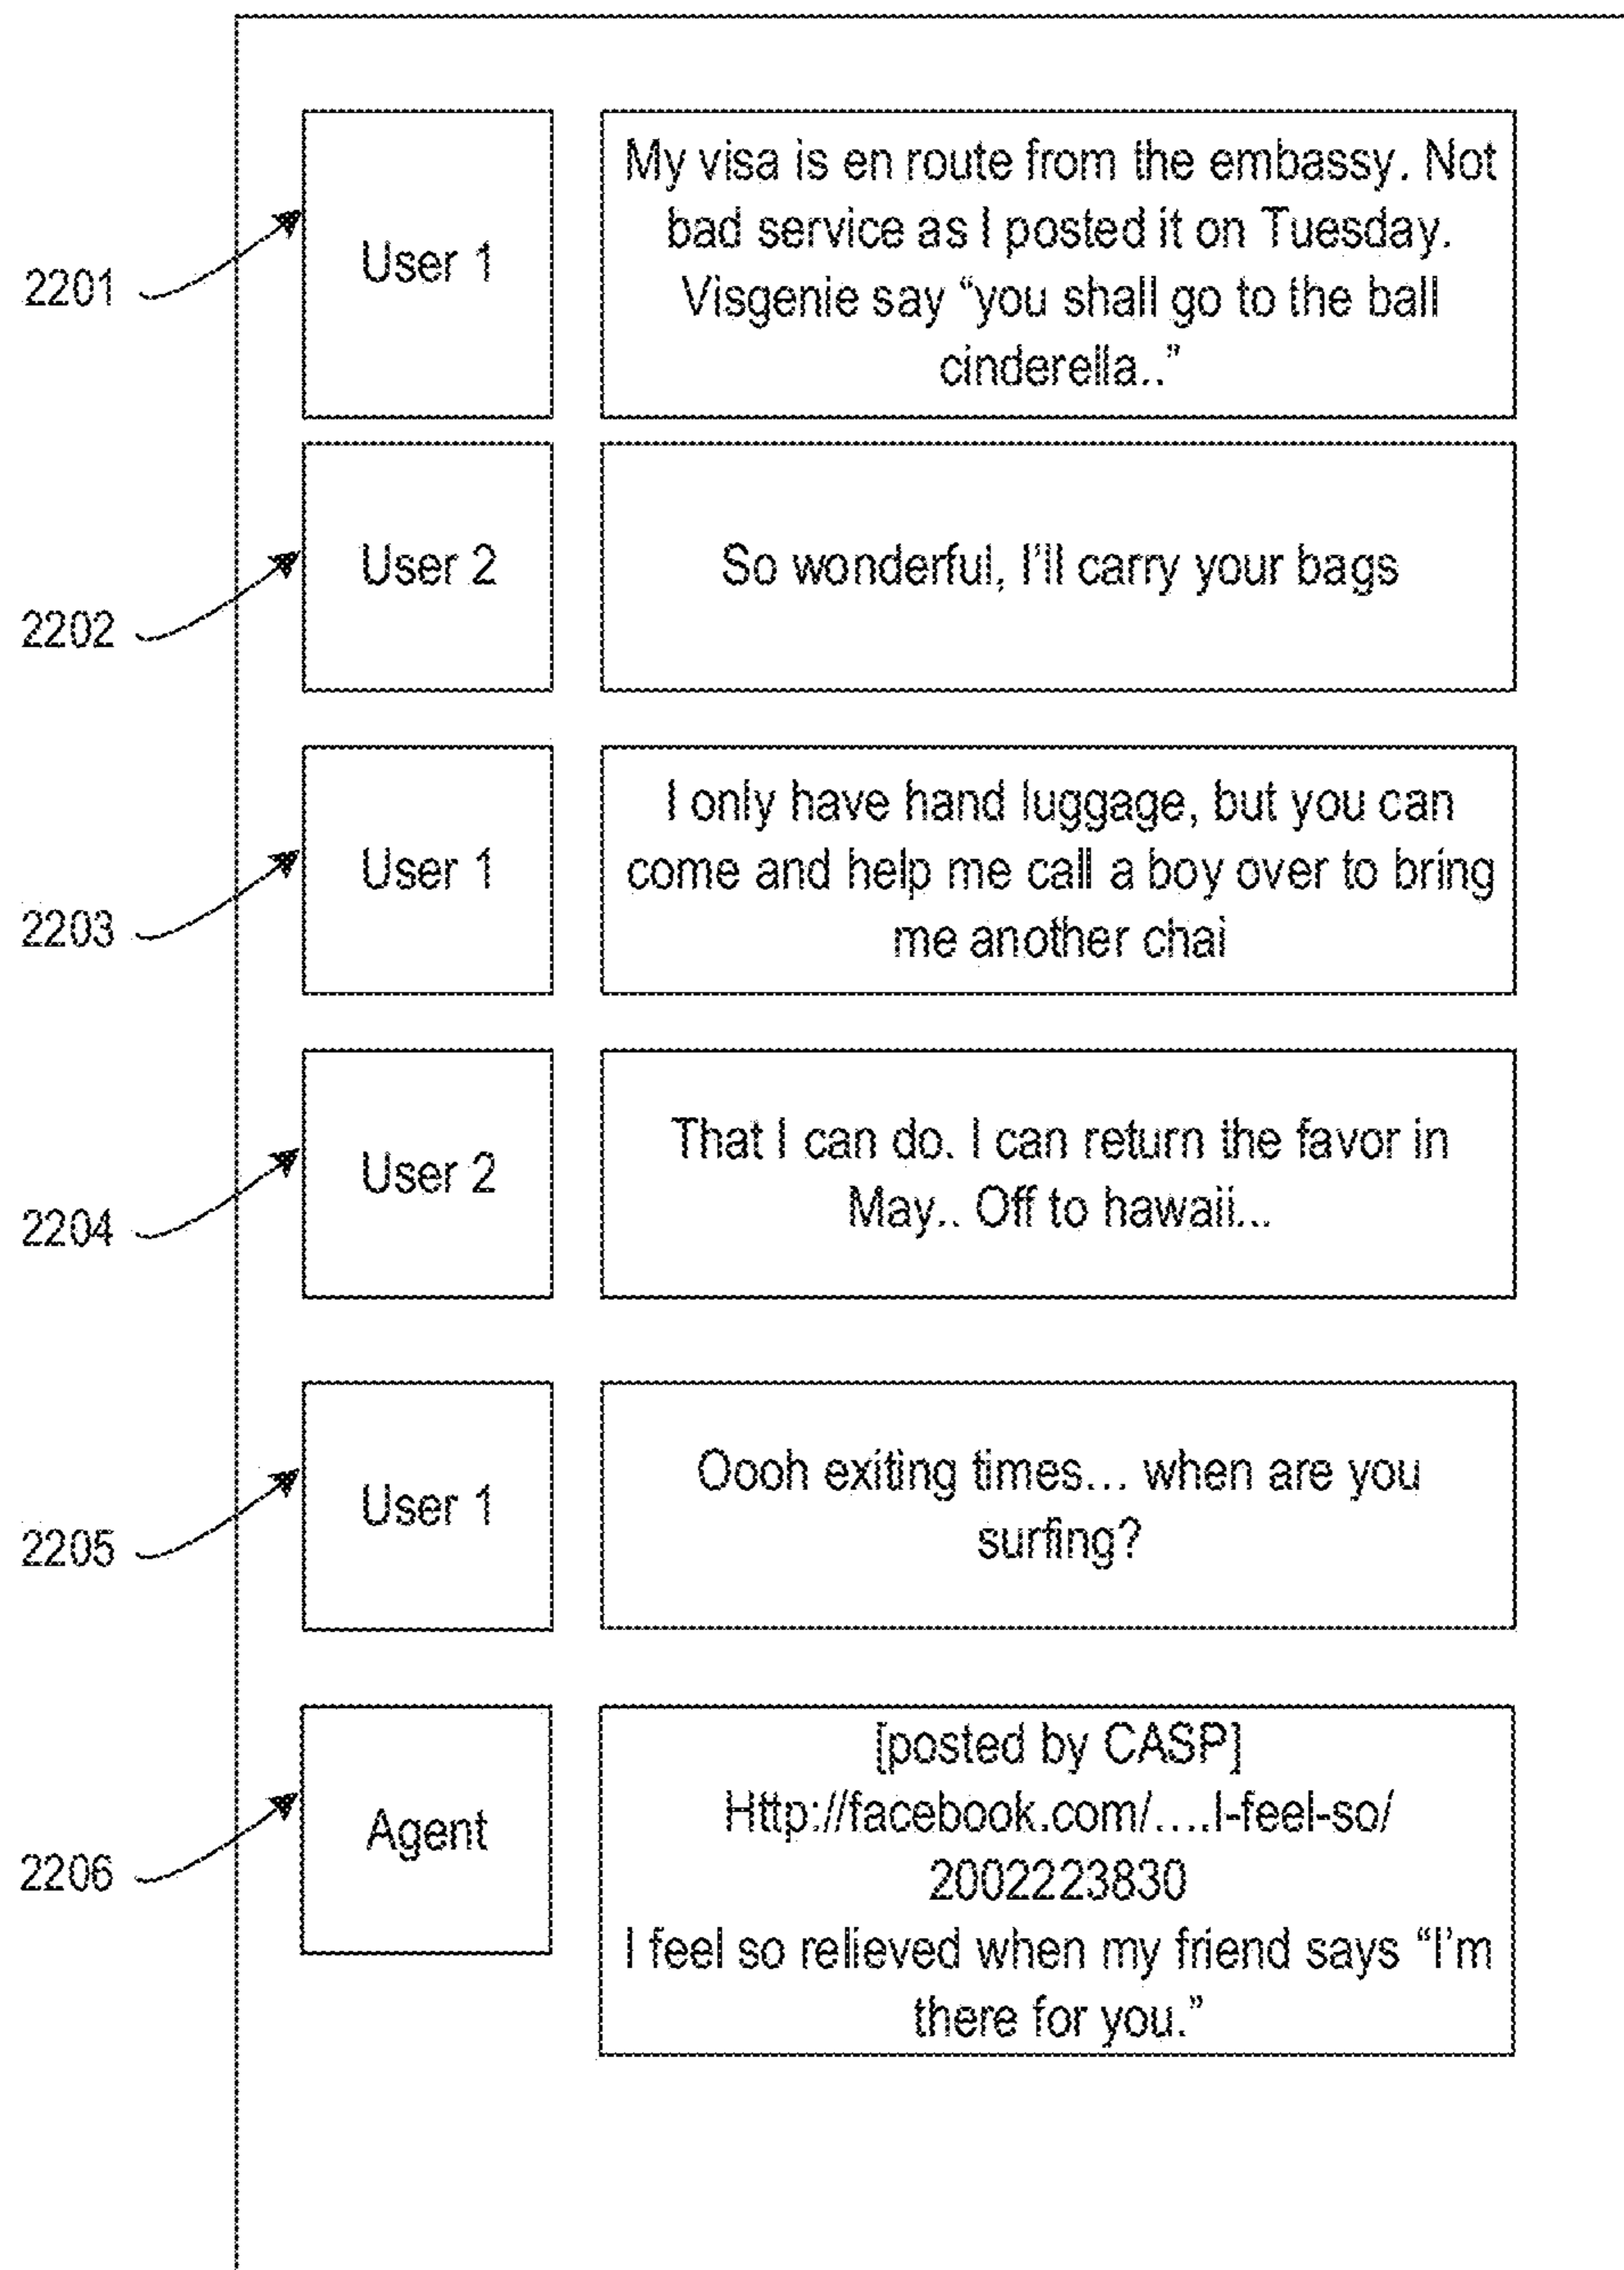 2201
User 1
My visa is en route from the embassy. Not
bad service as I posted it on Tuesday.
Visgenie say “you shall go to the ball
cinderella..”
2202
User 2
So wonderful, I’ll carry your bags
2203
User 1
I only have hand luggage, but you can
come and help me call a boy over to bring
me another chai
2204
User 2
That I can do. I can return the favor in
May.. Off to hawaii...
2205
User 1
Oooh exiting times... when are you
surfing?
2206
Agent
[posted by CASP]
Http://facebook.com/....I-feel-so/
2002223830
I feel so relieved when my friend says “I’m
there for you.”